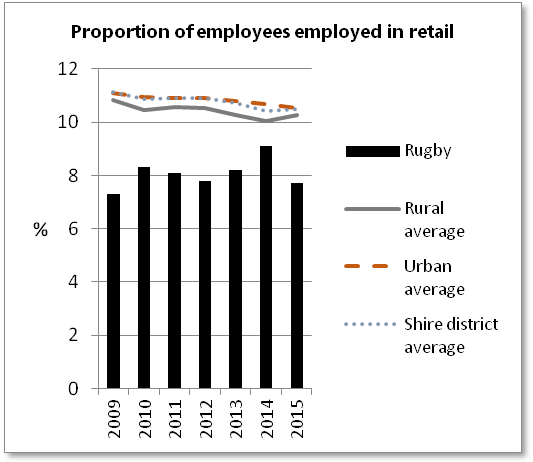 Proportion of employees employed in retail
12
10
8
6
4
2
0
%
2009
2010
2011
2012
2013
2014
2015
Rugby
Rural
average
Urban
average
Shire district
average